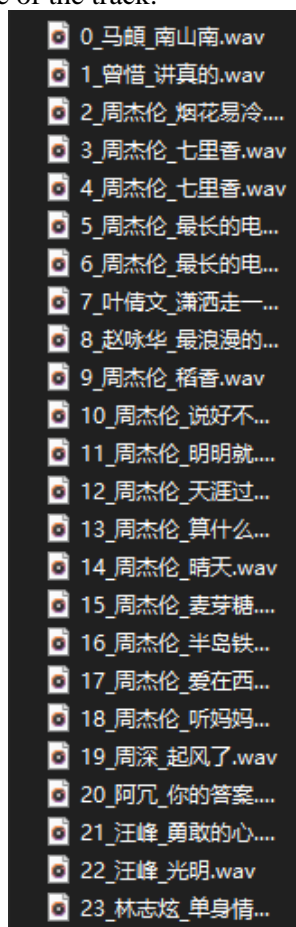 e of the track.
0_马頔_南山南.wav
1_曾惜_讲真的.wav
2_周杰伦_烟花易冷....
3_周杰伦_七里香.wav
4_周杰伦_七里香.wav
5_周杰伦_最长的电...
6_周杰伦_最长的电...
7_叶倩文_潇洒走一...
8_赵咏华_最浪漫的...
9_周杰伦_稻香.wav
10_周杰伦_说好不...
11_周杰伦_明明就....
12_周杰伦_天涯过...
13_周杰伦_算什么...
14_周杰伦_晴天.wav
15_周杰伦_麦芽糖....
16_周杰伦_半岛铁...
17_周杰伦_爱在西...
18_周杰伦_听妈妈...
19_周深_起风了.wav
20_阿冗_你的答案....
21_汪峰_勇敢的心....
22_汪峰_光明.wav
23_林志炫_单身情...